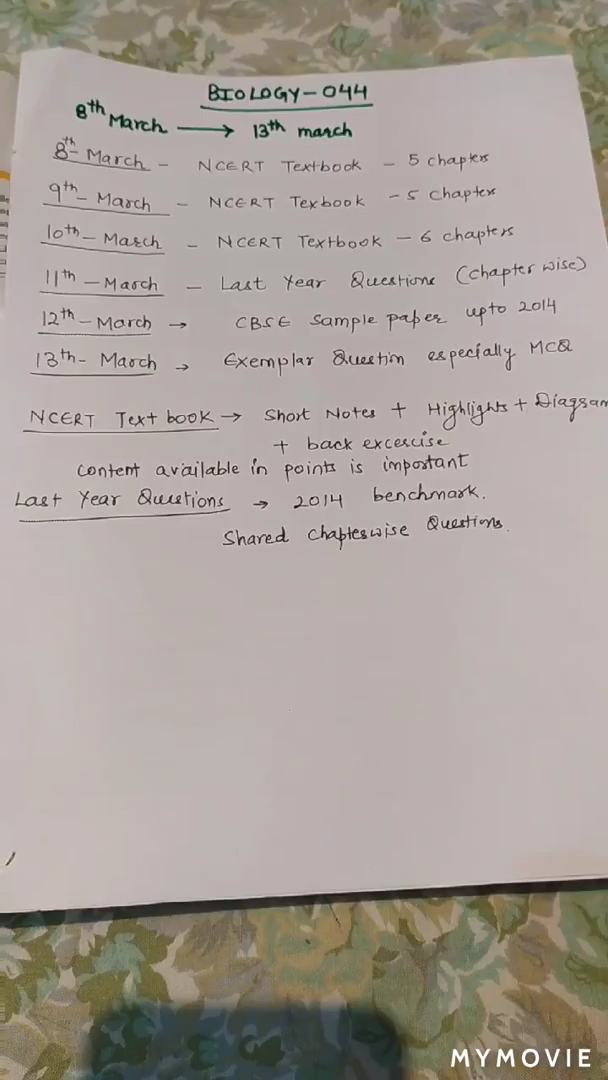 BIOLOGY-044
8th March → 13th march
8th March - NCERT Textbook - 5 chapters
9th - March - NCERT Texbook - 5 Chapters
10th - March - NCERT Textbook - 6 chapters
11th - March - Last Year Questions (chapter wise)
12th - March → CBSE Sample paper upto 2014
13th - March → Exemplar Question especially MCQ
NCERT Text book → Short Notes + Highlights + Diagram
+ back excercise
content available in points is important
Last Year Questions → 2014 benchmark.
Shared Chapterwise Questions.
MYMOVIE